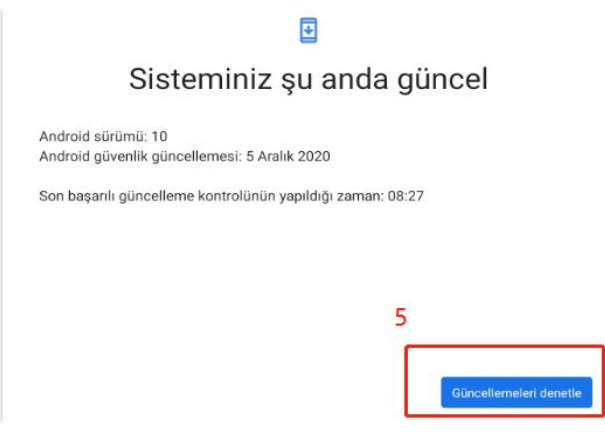 Sisteminiz şu anda güncel
Android sürümü: 10
Android güvenlik güncellemesi: 5 Aralık 2020
Son başarılı güncelleme kontrolünün yapıldığı zaman: 08:27
5
Güncellemeleri denetle